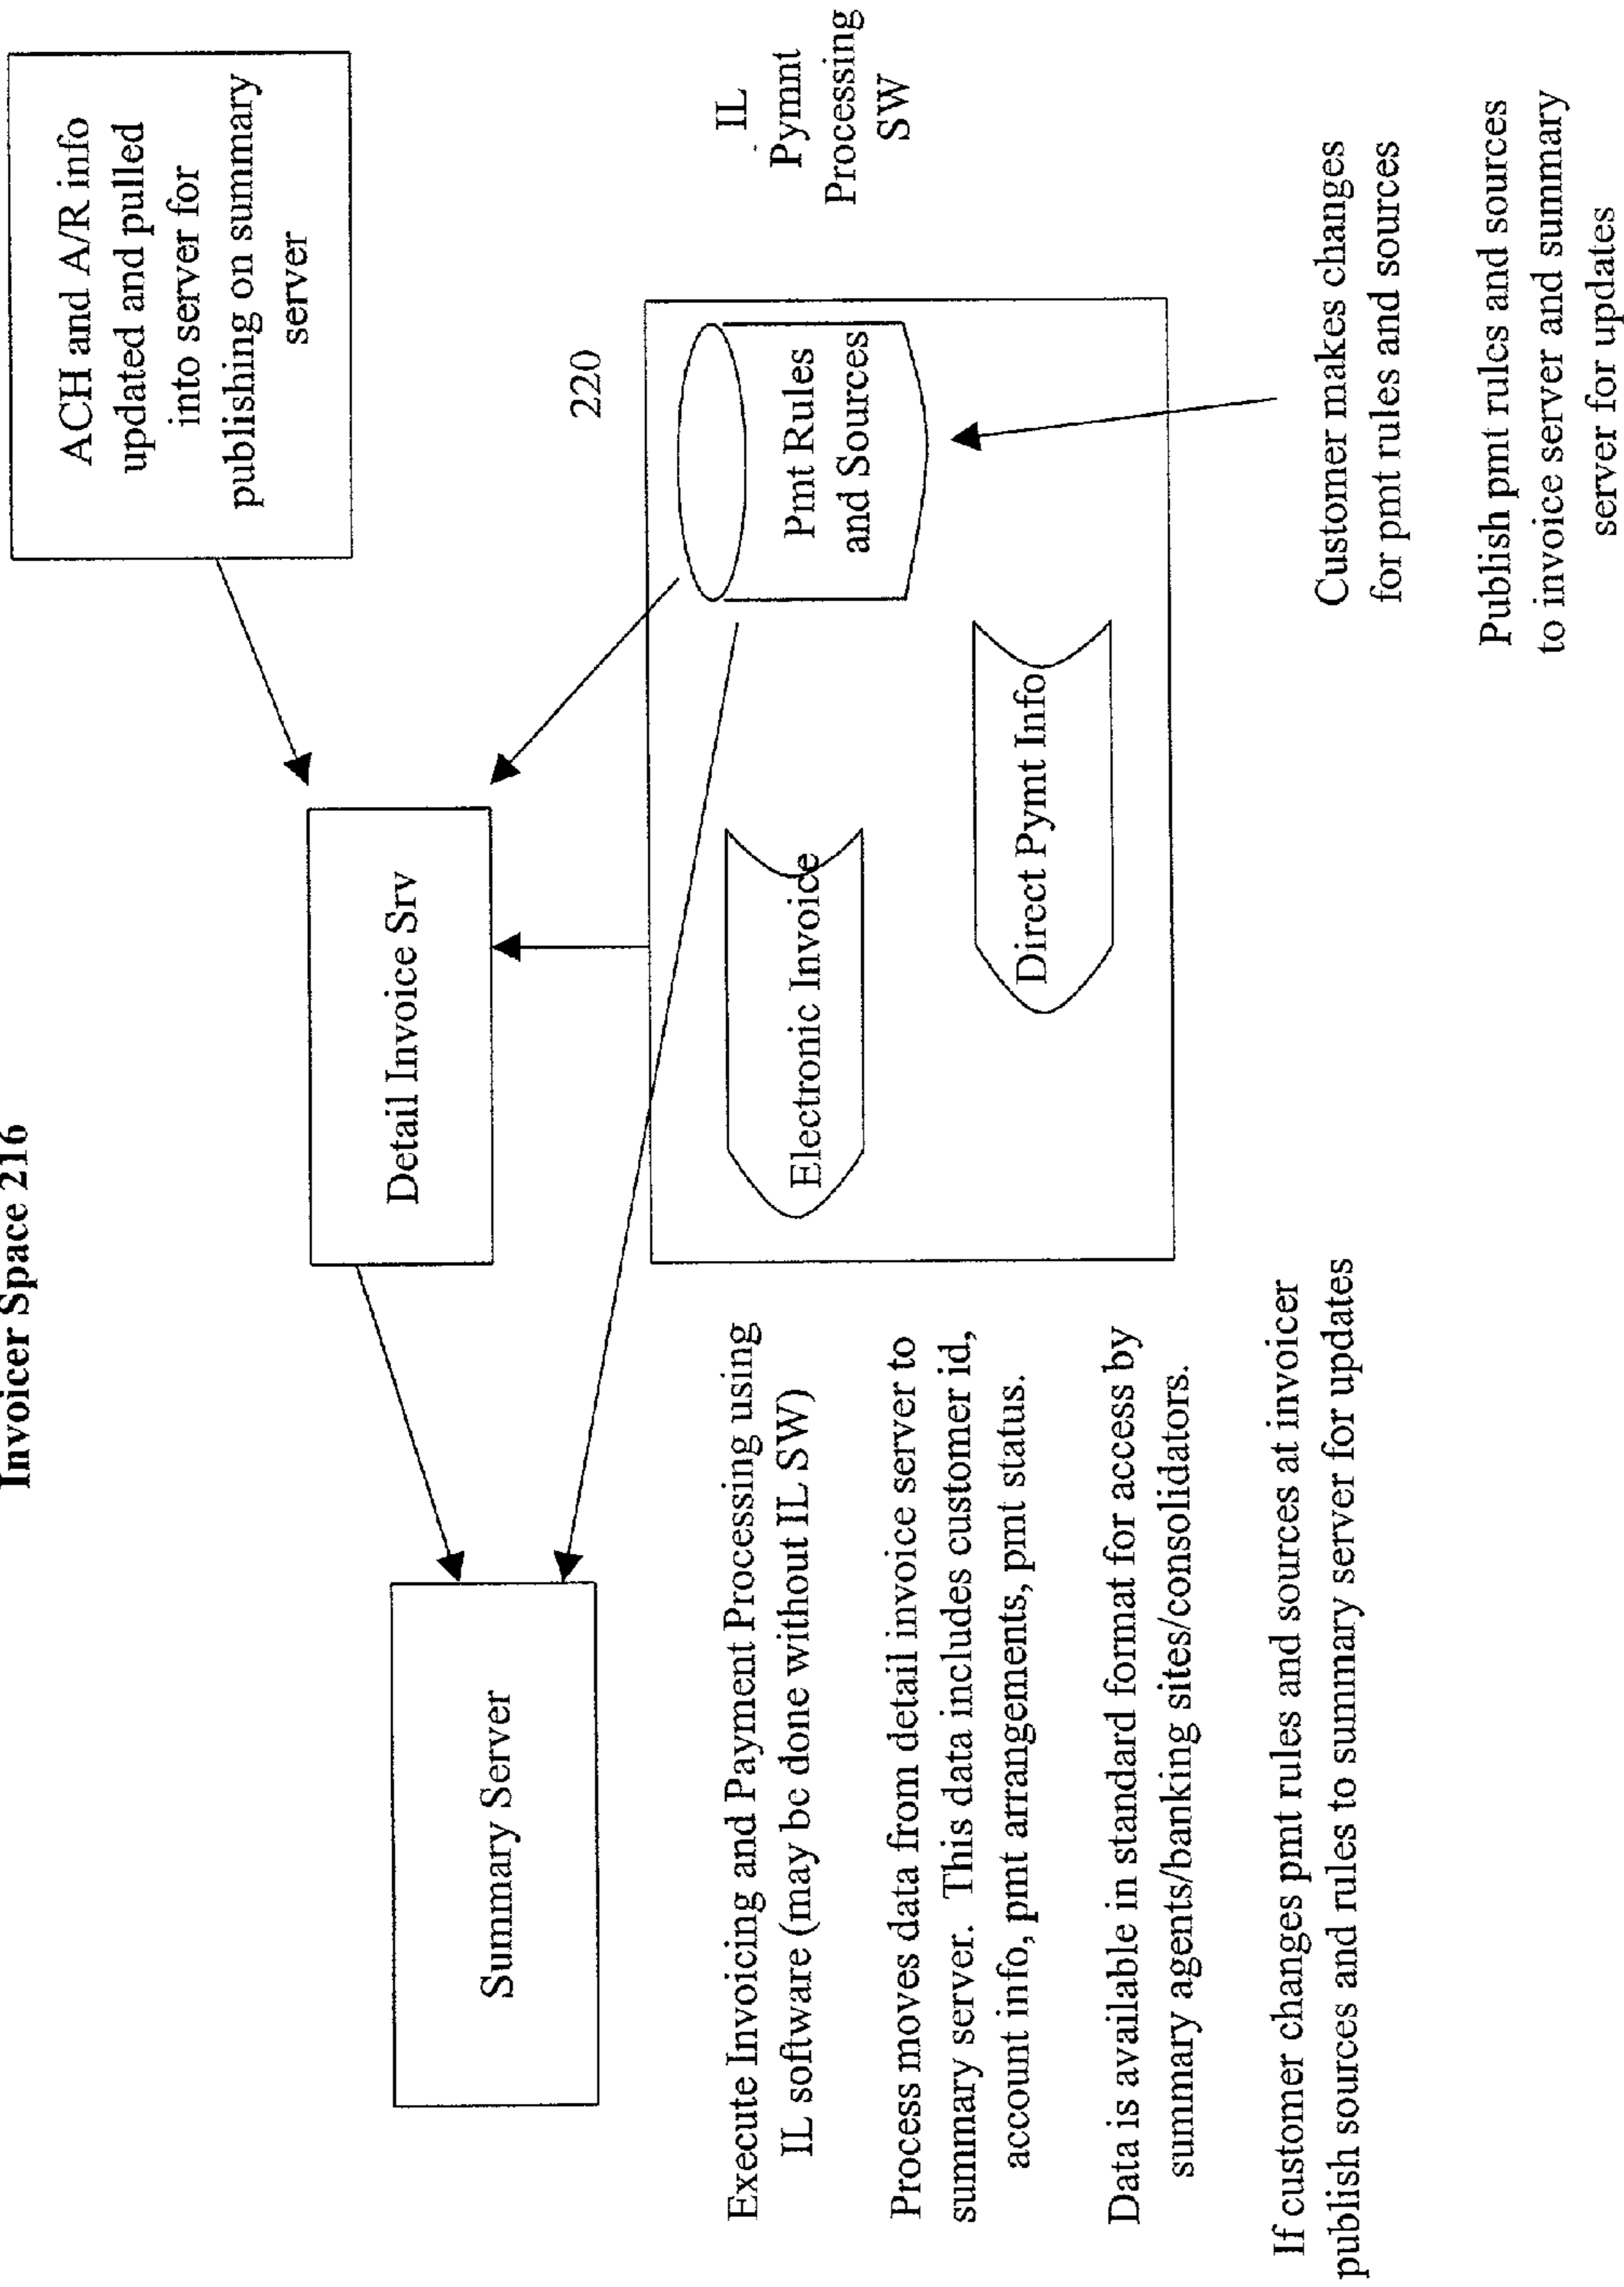 Invoicer Space 216
ACH and A/R info
updated and pulled
into server for
publishing on summary
server
Detail Invoice Srv
Summary Server
220
Pmt Rules
and Sources
Electronic Invoice
Direct Pymt Info
IL
Pymnt
Processing
SW
Execute Invoicing and Payment Processing using
IL software (may be done without IL SW)
Process moves data from detail invoice server to
summary server. This data includes customer id,
account info, pmt arrangements, pmt status.
Data is available in standard format for access by
summary agents/banking sites/consolidators.
If customer changes pmt rules and sources at invoicer
publish sources and rules to summary server for updates
Customer makes changes
for pmt rules and sources
Publish pmt rules and sources
to invoice server and summary
server for updates